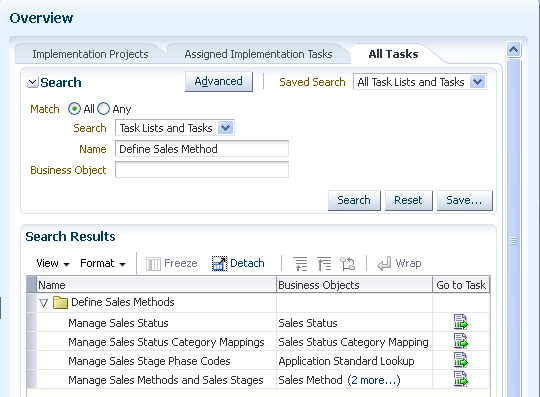 Overview
Implementation Projects Assigned Implementation Tasks All Tasks
Search Advanced Saved Search All Task Lists and Tasks
Match All Any
Search Task Lists and Tasks
Name Define Sales Method
Business Object
Search Reset Save...
Search Results
View Format Freeze Detach Wrap
Name Business Objects Go to Task
Define Sales Methods
Manage Sales Status Sales Status
Manage Sales Status Category Mappings Sales Status Category Mapping
Manage Sales Stage Phase Codes Application Standard Lookup
Manage Sales Methods and Sales Stages Sales Method (2 more...)